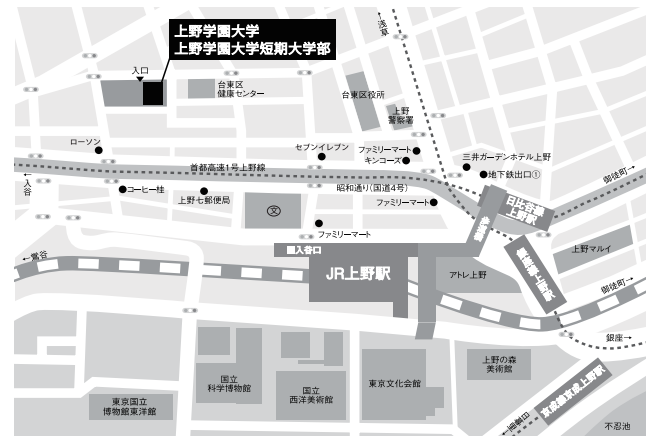 上野学園大学
上野学園大学短期大学部
←浅草
入口
台東区
健康センター
台東区役所
上野
警察署
ローソン
セブンイレブン
ファミリーマート
キンコーズ
三井ガーデンホテル上野
地下鉄出口①
首都高速1号上野線
昭和通り(国道4号)
御徒町→
←入谷
コーヒー桂
上野七郵便局
文
ファミリーマート
ファミリーマート
日比谷線
上野駅
上野マルイ
入谷口
←鶯谷
JR上野駅
アトレ上野
銀座線上野駅
御徒町→
銀座→
国立
科学博物館
国立
西洋美術館
東京文化会館
上野の森
美術館
東京国立
博物館東洋館
京成線京成上野駅
←日暮里
不忍池